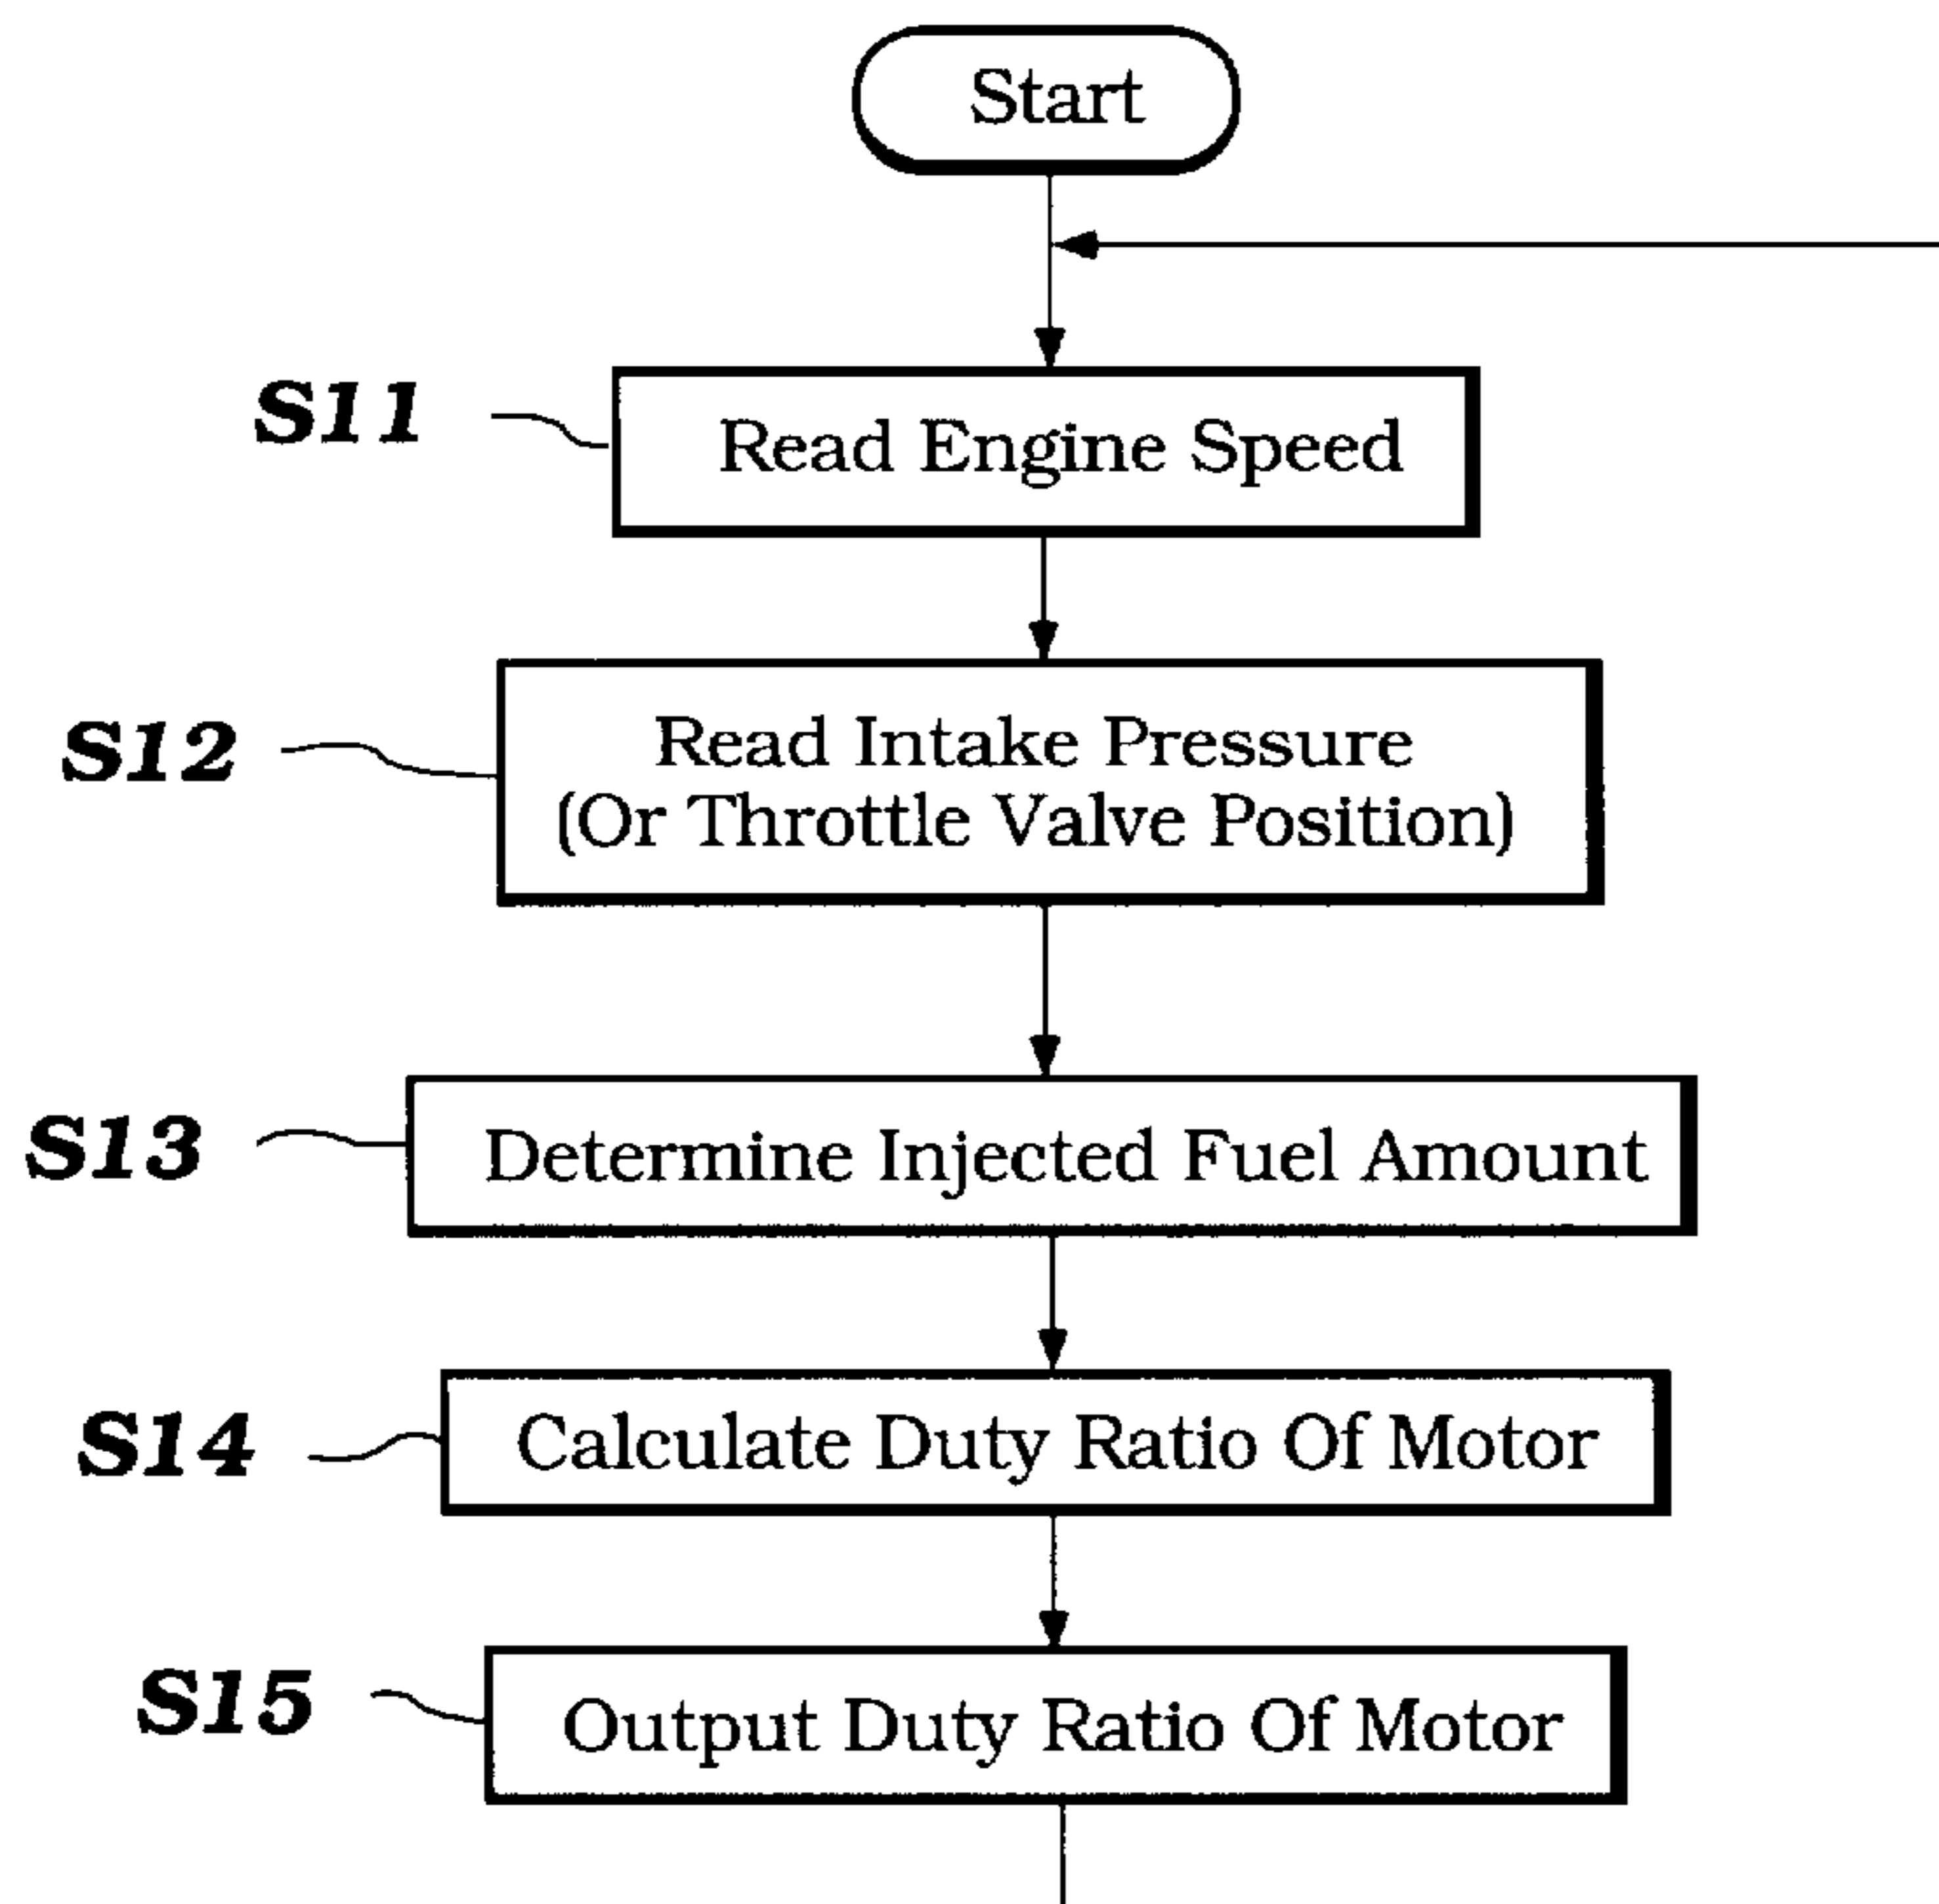 Start
S11
Read Engine Speed
S12
Read Intake Pressure
(Or Throttle Valve Position)
S13
Determine Injected Fuel Amount
S14
Calculate Duty Ratio Of Motor
S15
Output Duty Ratio Of Motor